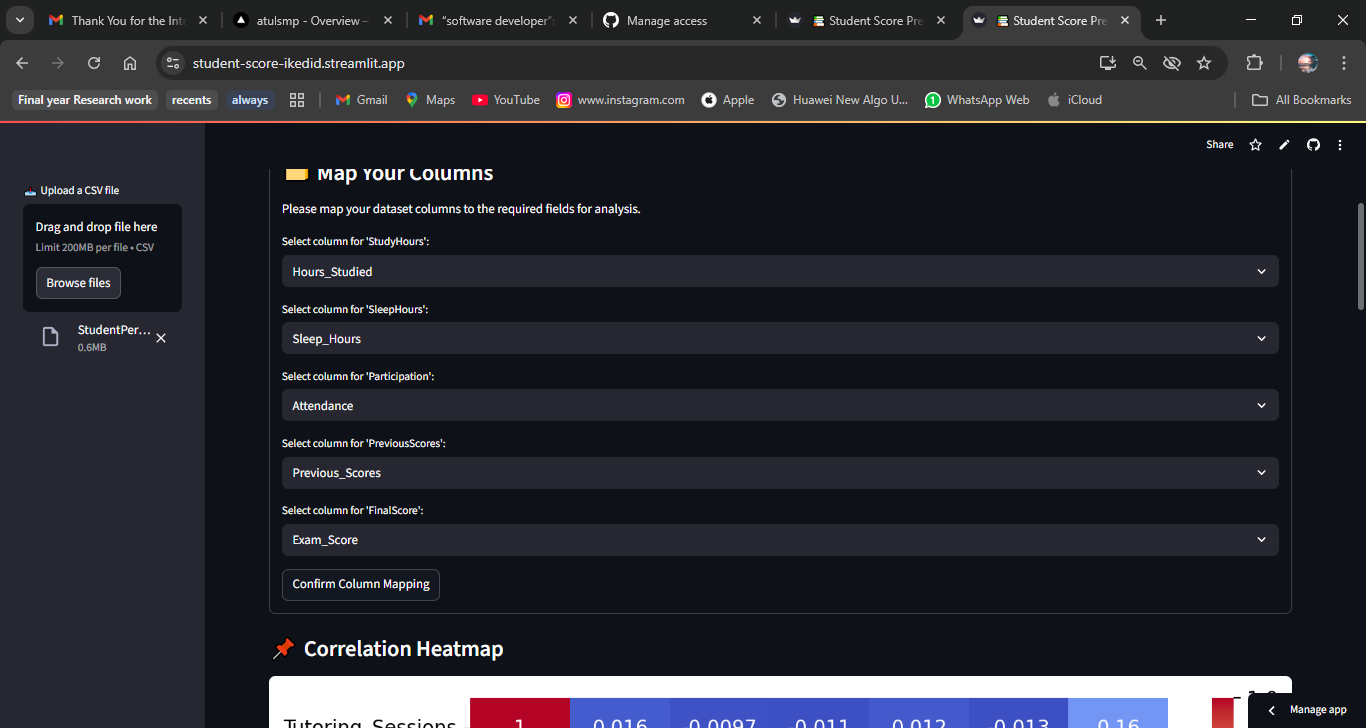 Thank You for the Inte
atulsmp - Overview –
“software developer”:
Manage access
Student Score Pre
Student Score Pre
student-score-ikedid.streamlit.app
Final year Research work
recents
always
Gmail
Maps
YouTube
www.instagram.com
Apple
Huawei New Algo U...
WhatsApp Web
iCloud
All Bookmarks
Share
Upload a CSV file
Drag and drop file here
Limit 200MB per file • CSV
Browse files
StudentPer...
0.6MB
Map Your Columns
Please map your dataset columns to the required fields for analysis.
Select column for 'StudyHours':
Hours_Studied
Select column for 'SleepHours':
Sleep_Hours
Select column for 'Participation':
Attendance
Select column for 'PreviousScores':
Previous_Scores
Select column for 'FinalScore':
Exam_Score
Confirm Column Mapping
Correlation Heatmap
Tutoring_Sessions 1 0.016 -0.0097 -0.011 0.012 -0.013 0.16
Manage app